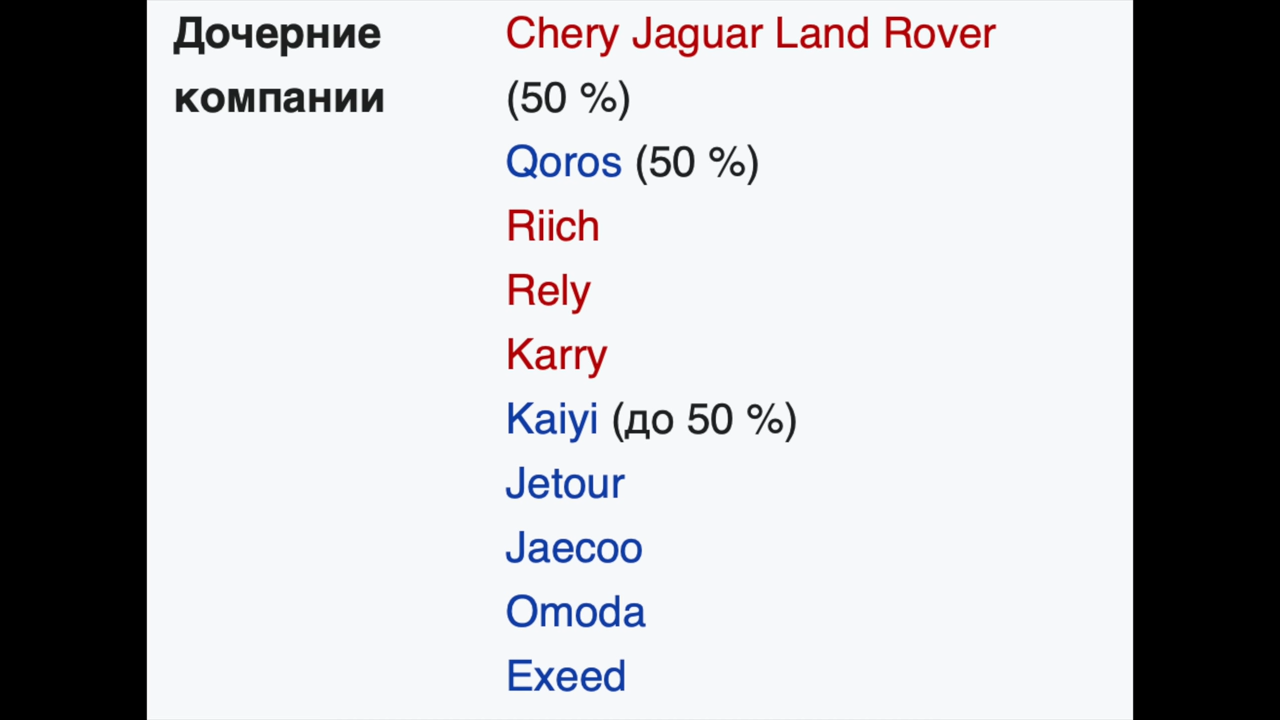 Дочерние
компании
Chery Jaguar Land Rover
(50 %)
Qoros (50 %)
Riich
Rely
Karry
Kaiyi (до 50 %)
Jetour
Jaecoo
Omoda
Exeed